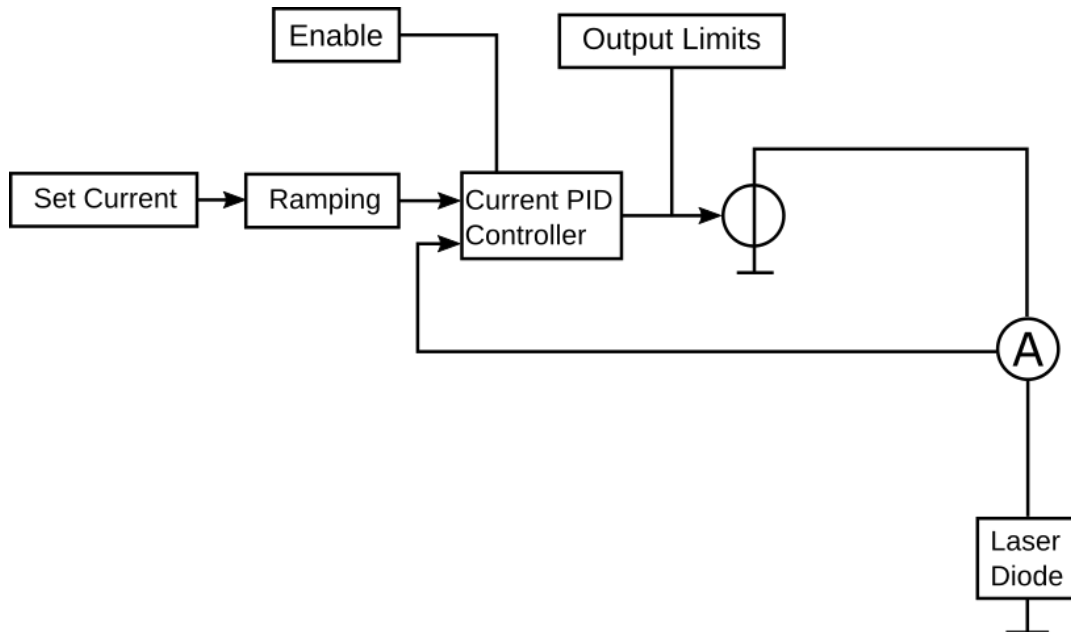 Enable
Output Limits
Set Current
Ramping
Current PID
Controller
A
Laser
Diode